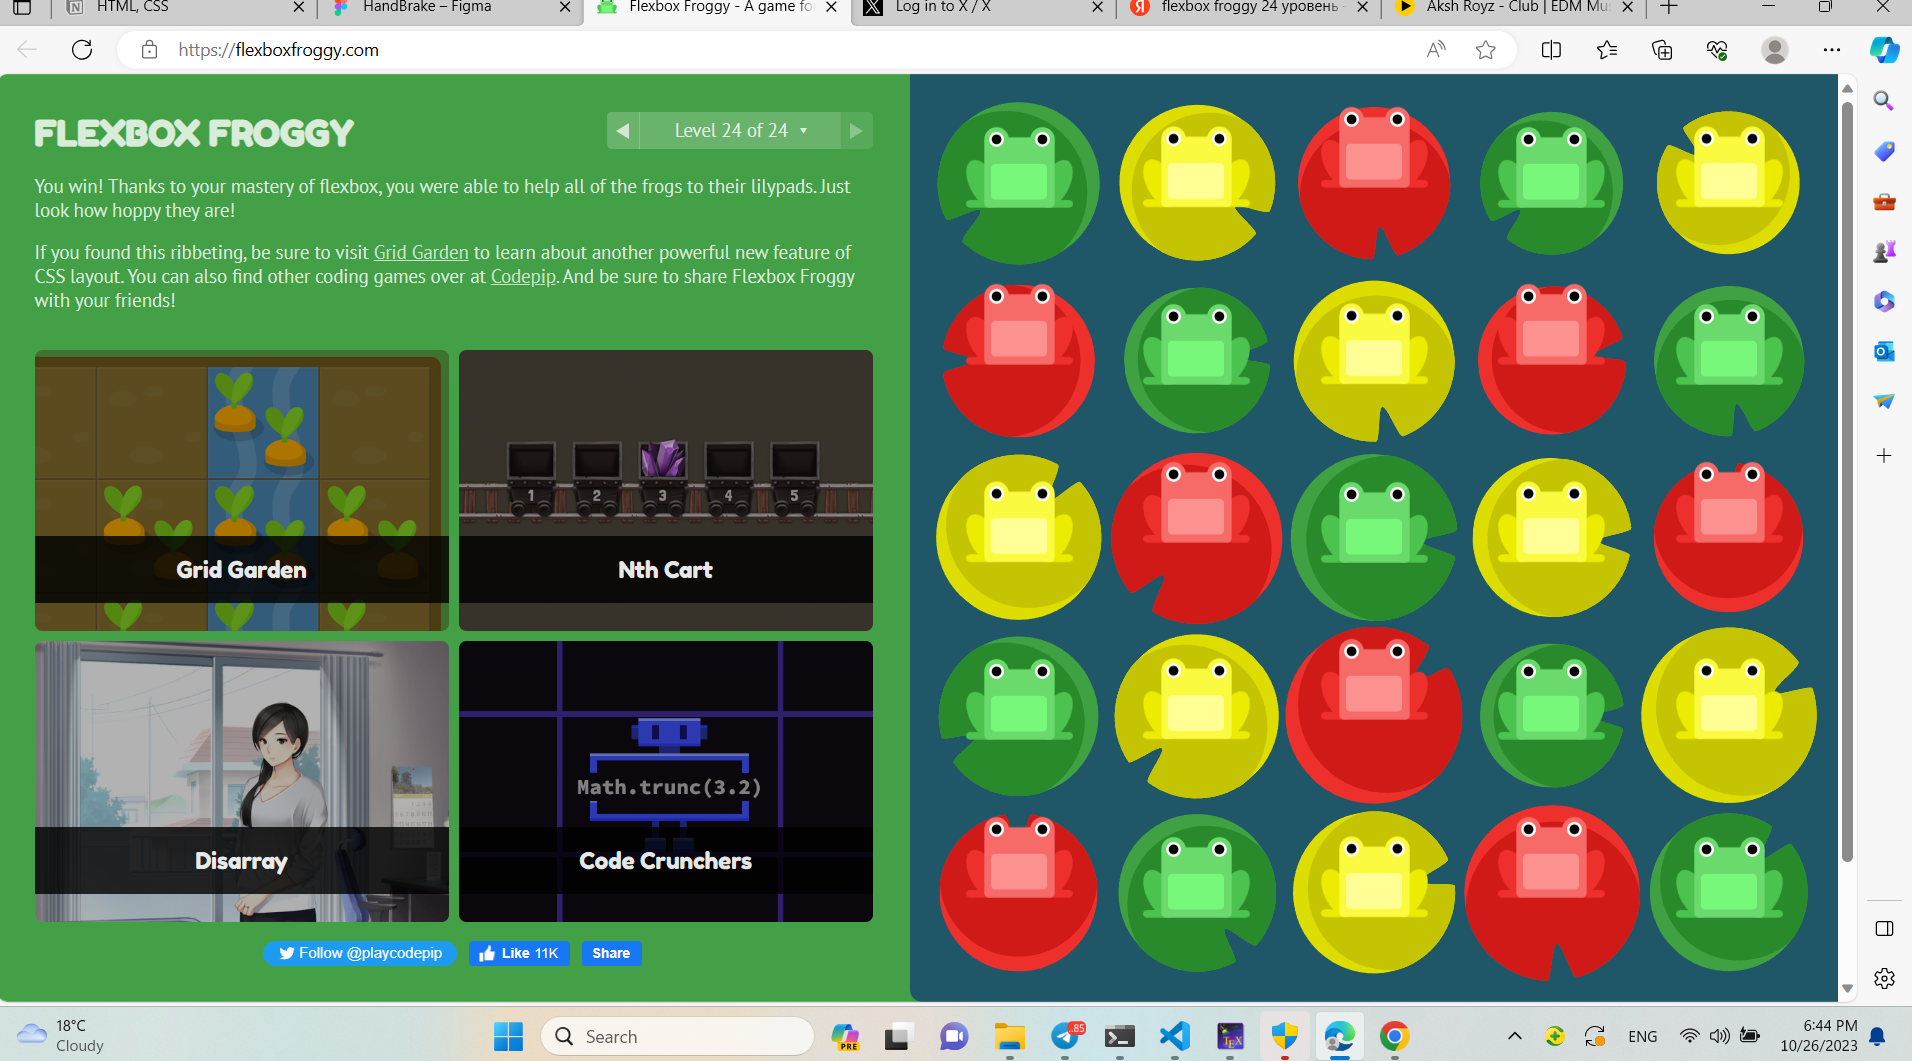 HTML, CSS
HandBrake – Figma
Flexbox Froggy - A game fo
Log in to X / X
flexbox froggy 24 уровень -
Aksh Royz - Club | EDM Mu
https://flexboxfroggy.com
FLEXBOX FROGGY
Level 24 of 24
You win! Thanks to your mastery of flexbox, you were able to help all of the frogs to their lilypads. Just
look how hoppy they are!
If you found this ribbeting, be sure to visit Grid Garden to learn about another powerful new feature of
CSS layout. You can also find other coding games over at Codepip. And be sure to share Flexbox Froggy
with your friends!
1 2 3 4 5
Grid Garden
Nth Cart
Math.trunc(3.2)
Disarray
Code Crunchers
Follow @playcodepip
Like 11K
Share
18°C
Cloudy
Search
PRE
..85
TEX
ENG
6:44 PM
10/26/2023